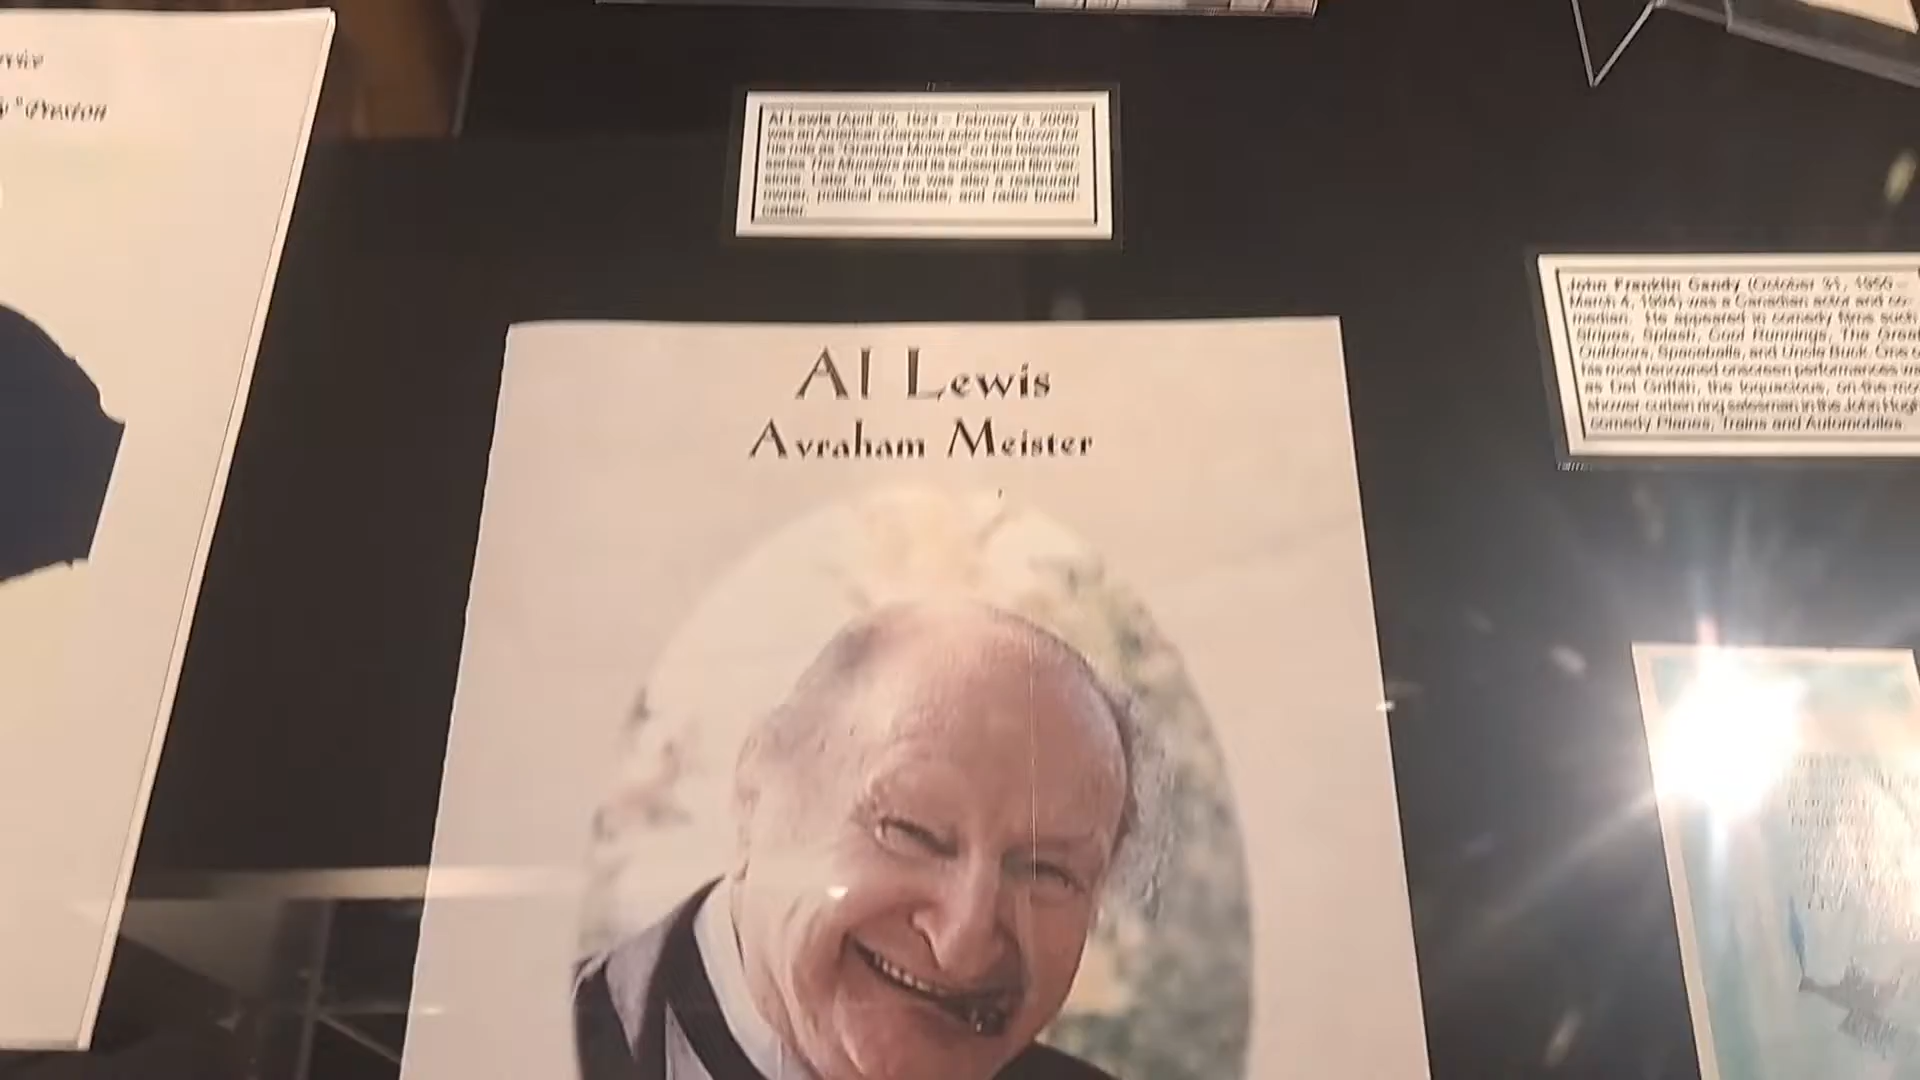 Preston
Al Lewis (April 30, 1923 – February 3, 2006)
was an American character actor best known for
his role as "Grandpa Munster" on the television
series The Munsters and its subsequent film ver-
sions. Later in life, he was also a restaurant
owner, political candidate, and radio broad-
caster.
Al Lewis
Avraham Meister
John Franklin Candy (October 31, 1950 –
March 4, 1994) was a Canadian actor and co-
median. He appeared in comedy films such
Stripes, Splash, Cool Runnings, The Great
Outdoors, Spaceballs, and Uncle Buck. One o
his most renowned onscreen performances w
as Del Griffith, the loquacious, on-the-mo
shower curtain ring salesman in the John Hugh
comedy Planes, Trains and Automobiles.